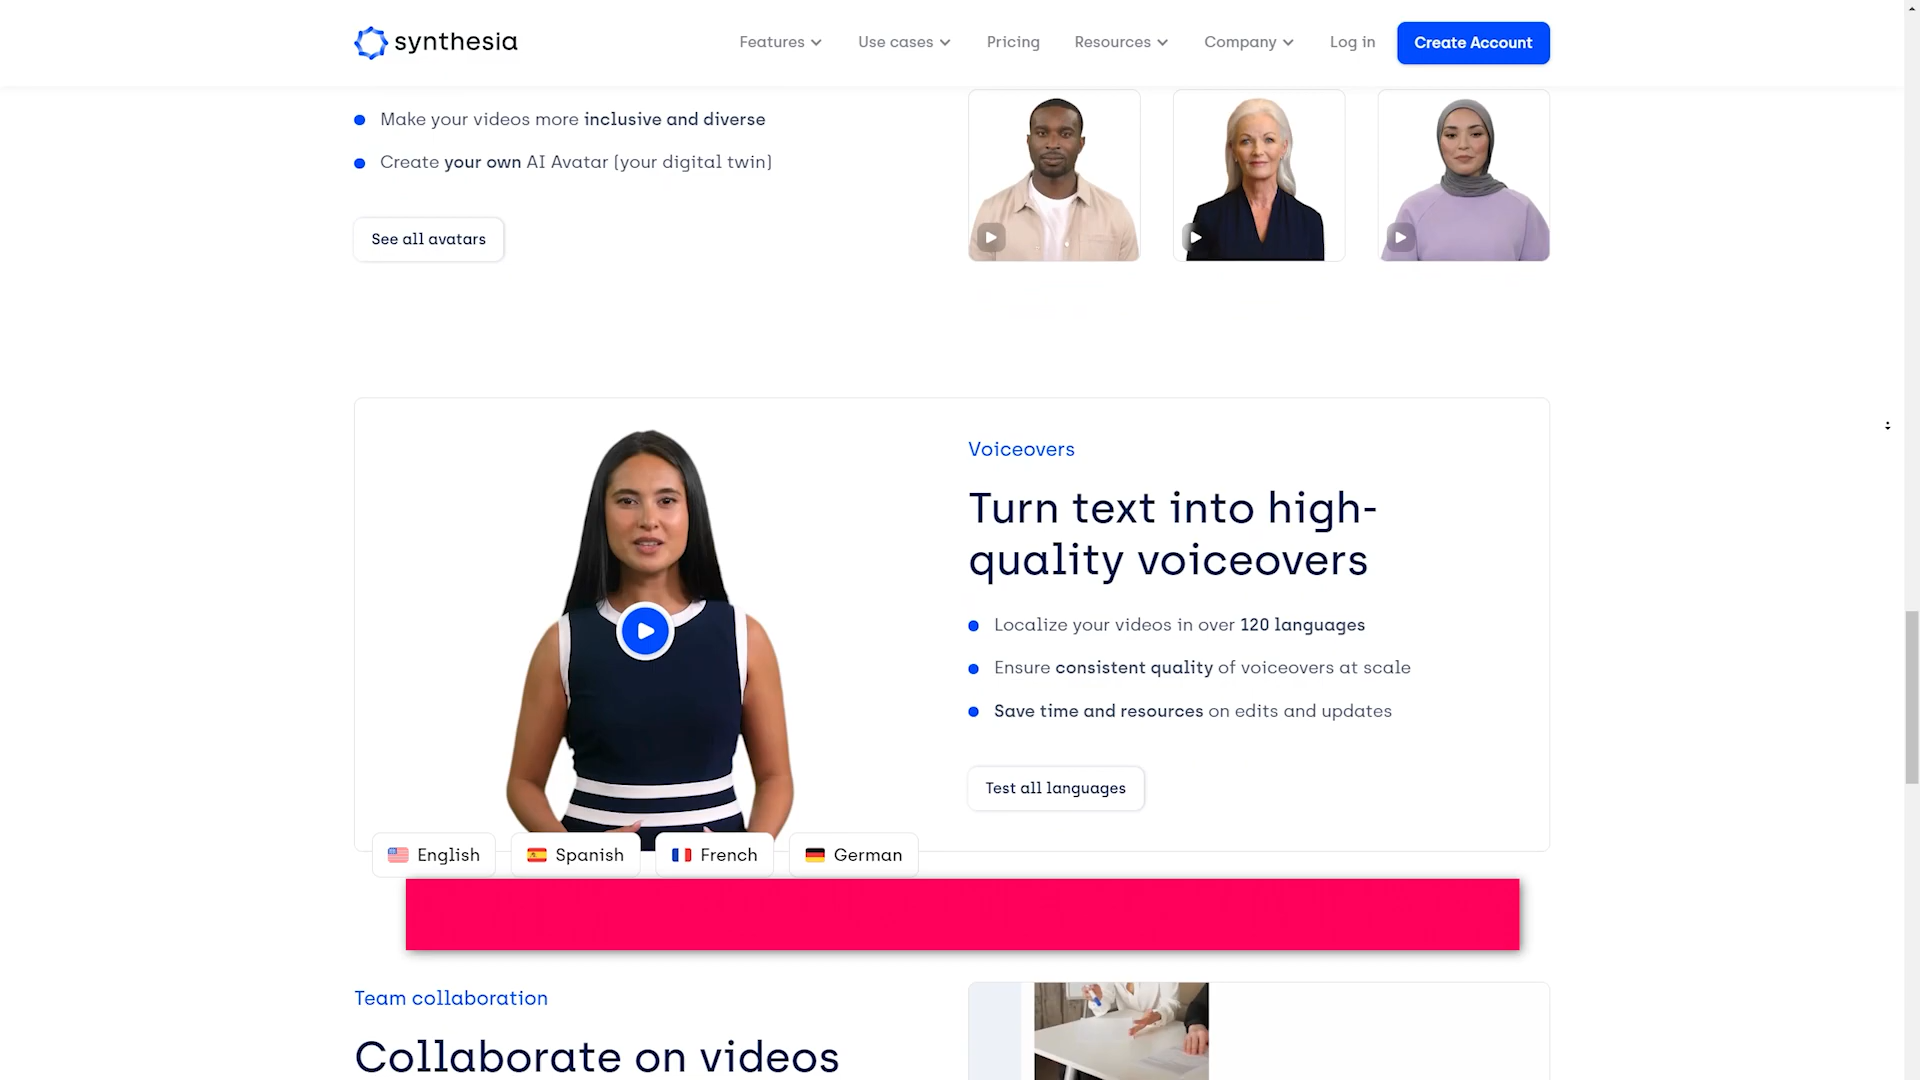 synthesia
Features
Use cases
Pricing
Resources
Company
Log in
Create Account
Make your videos more inclusive and diverse
Create your own AI Avatar (your digital twin)
See all avatars
Voiceovers
Turn text into high-
quality voiceovers
Localize your videos in over 120 languages
Ensure consistent quality of voiceovers at scale
Save time and resources on edits and updates
Test all languages
English
Spanish
French
German
Team collaboration
Collaborate on videos